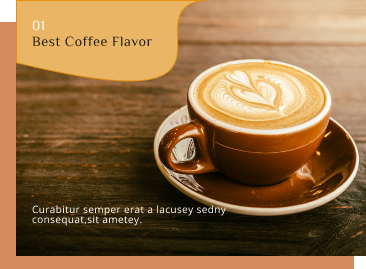 01
Best Coffee Flavor
Curabitur semper erat a lacusey sedny
consequat,sit ametey.